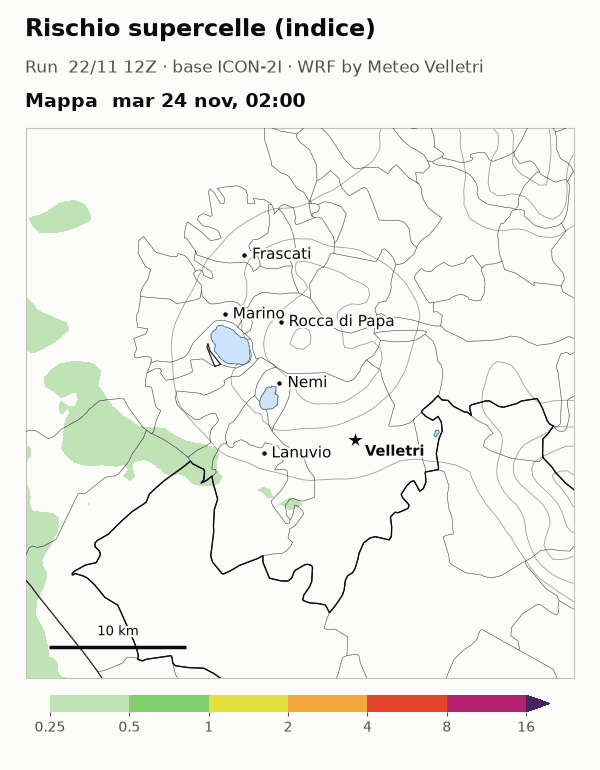 Rischio supercelle (indice)
Run  22/11 12Z · base ICON-2I · WRF by Meteo Velletri
Mappa  mar 24 nov, 02:00
Frascati
Marino
Rocca di Papa
Nemi
Velletri
Lanuvio
10 km
0.25 0.5 1 2 4 8 16